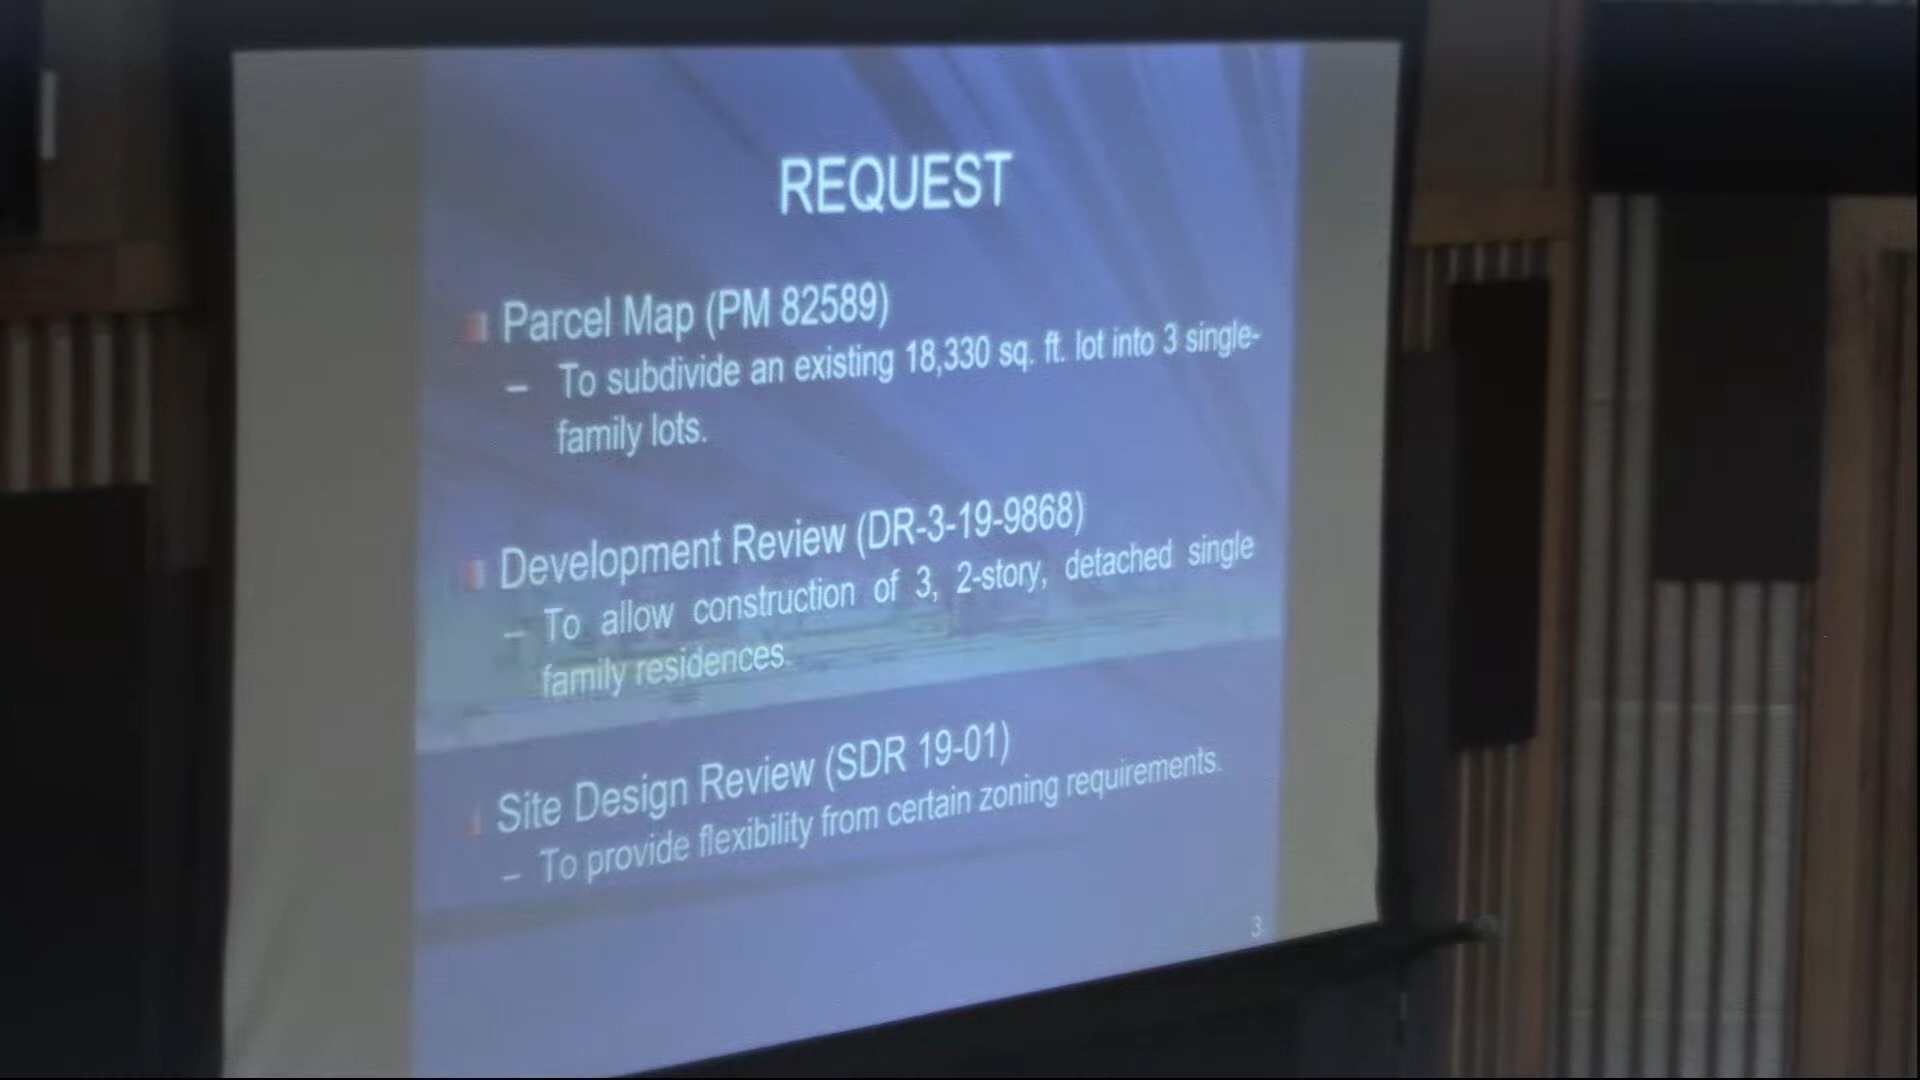 REQUEST
Parcel Map (PM 82589)
– To subdivide an existing 18,330 sq. ft. lot into 3 single-
family lots.
Development Review (DR-3-19-9868)
– To allow construction of 3, 2-story, detached single
family residences.
Site Design Review (SDR 19-01)
– To provide flexibility from certain zoning requirements.
3